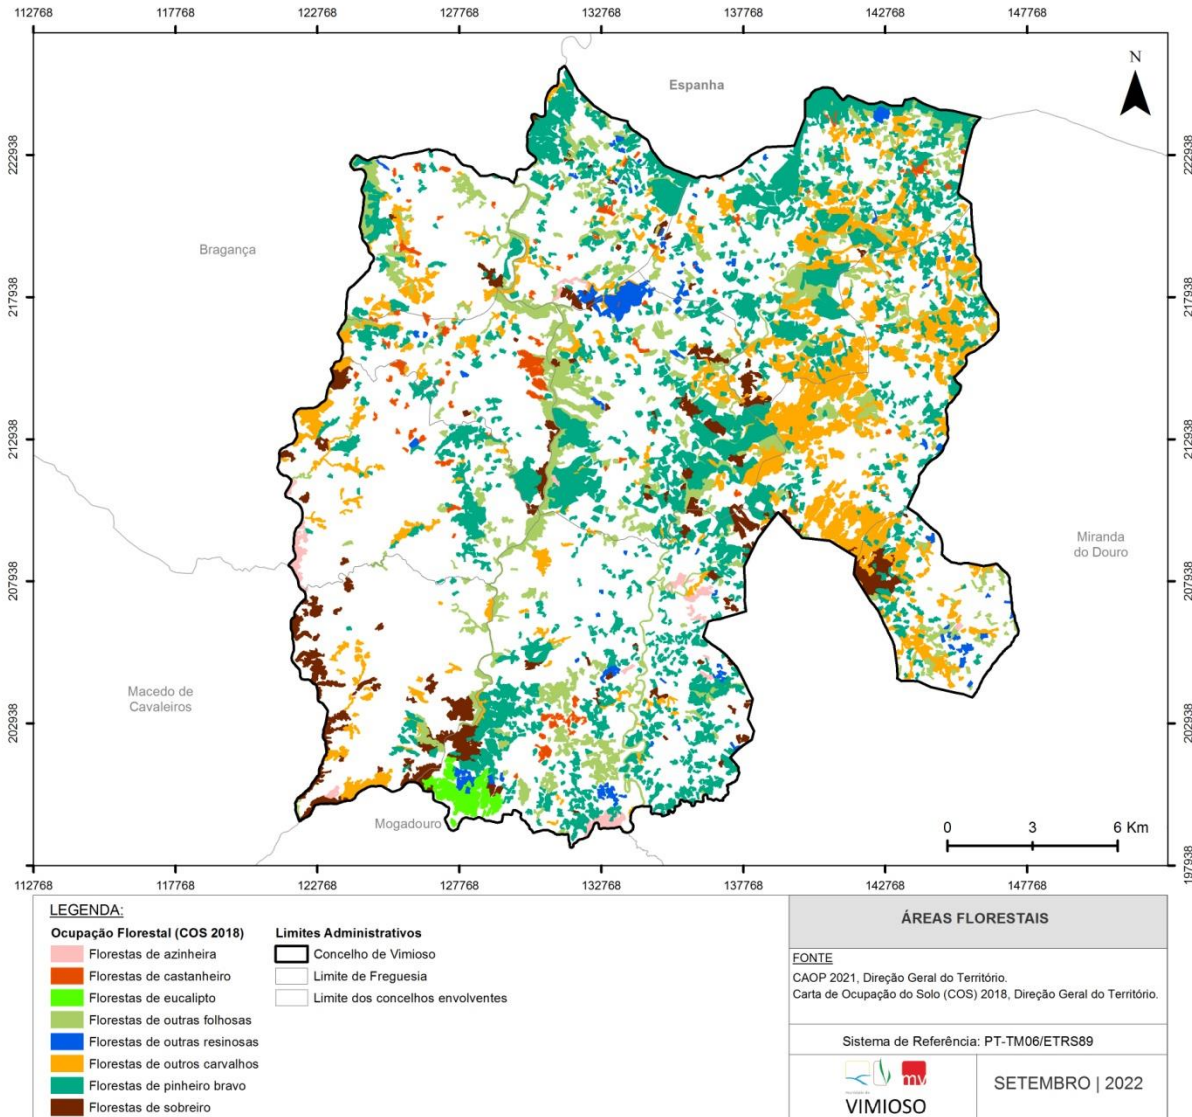 112768 117768 122768 127768 132768 137768 142768 147768
Espanha
N
222938 222938
Bragança
217938 217938
212938 212938
Miranda
do Douro
207938 207938
Macedo de
Cavaleiros
202938 202938
Mogadouro
0 3 6 Km
197938
112768 117768 122768 127768 132768 137768 142768 147768
LEGENDA:
Ocupação Florestal (COS 2018)
Florestas de azinheira
Florestas de castanheiro
Florestas de eucalipto
Florestas de outras folhosas
Florestas de outras resinosas
Florestas de outros carvalhos
Florestas de pinheiro bravo
Florestas de sobreiro
Limites Administrativos
Concelho de Vimioso
Limite de Freguesia
Limite dos concelhos envolventes
ÁREAS FLORESTAIS
FONTE
CAOP 2021, Direção Geral do Território.
Carta de Ocupação do Solo (COS) 2018, Direção Geral do Território.
Sistema de Referência: PT-TM06/ETRS89
mv
VIMIOSO
SETEMBRO | 2022